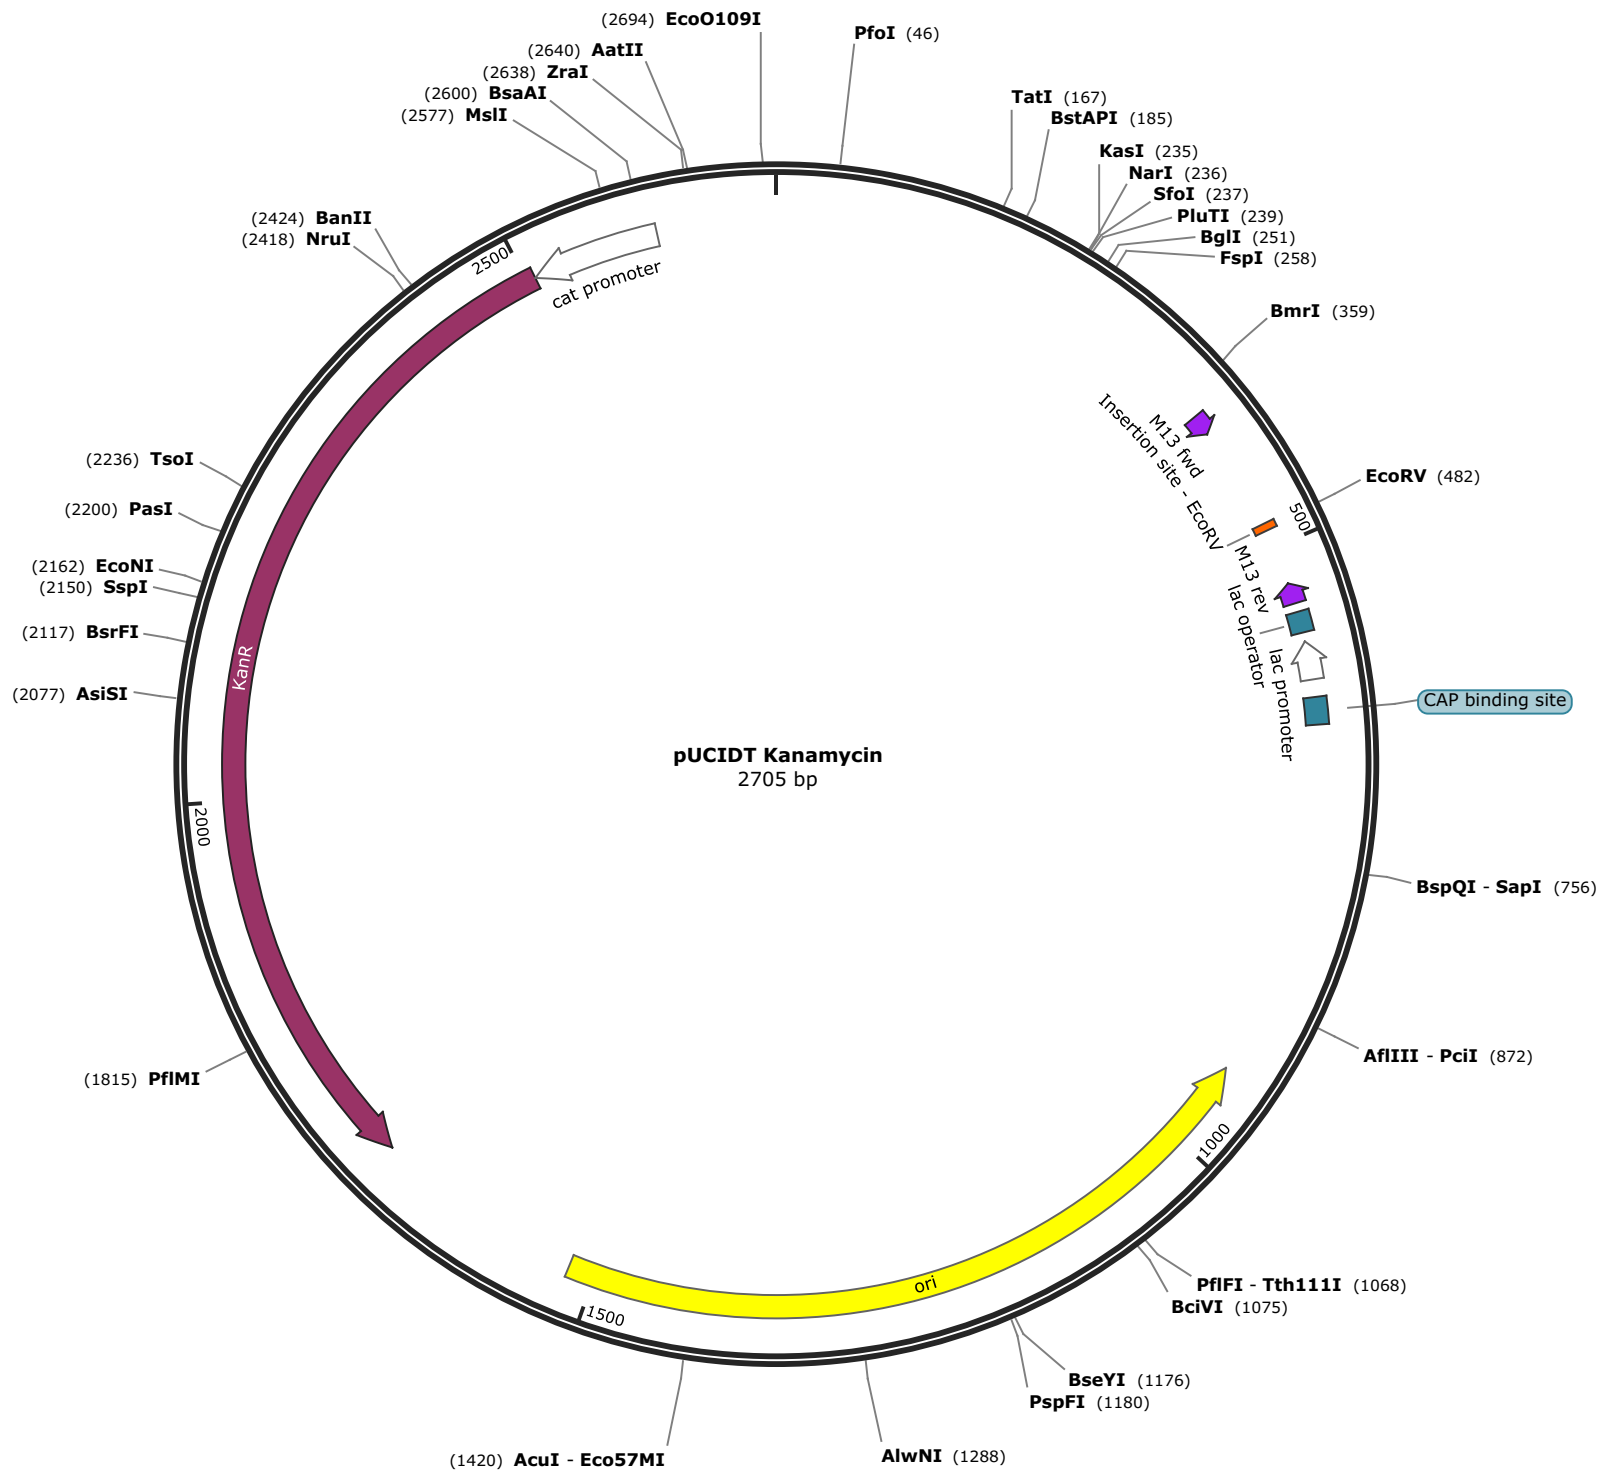 (2694) EcoO109I
PfoI (46)
(2640) AatII
(2638) ZraI
(2600) BsaAI
(2577) MslI
TatI (167)
BstAPI (185)
KasI (235)
NarI (236)
SfoI (237)
PluTI (239)
BglI (251)
FspI (258)
(2424) BanII
(2418) NruI
2500
cat promoter
BmrI (359)
Insertion site - EcoRV
M13 fwd
EcoRV (482)
500
M13 rev
lac operator
lac promoter
CAP binding site
(2236) TsoI
(2200) PasI
(2162) EcoNI
(2150) SspI
(2117) BsrFI
(2077) AsiSI
KanR
pUCIDT Kanamycin
2705 bp
2000
BspQI - SapI (756)
AflIII - PciI (872)
(1815) PflMI
1000
ori
1500
PflFI - Tth111I (1068)
BciVI (1075)
BseYI (1176)
PspFI (1180)
AlwNI (1288)
(1420) AcuI - Eco57MI